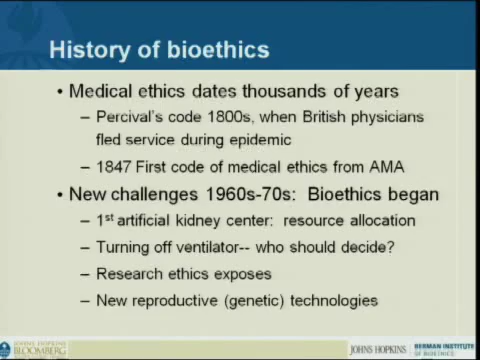 History of bioethics
• Medical ethics dates thousands of years
– Percival's code 1800s, when British physicians
fled service during epidemic
– 1847 First code of medical ethics from AMA
• New challenges 1960s-70s: Bioethics began
– 1st artificial kidney center: resource allocation
– Turning off ventilator-- who should decide?
– Research ethics exposes
– New reproductive (genetic) technologies
JOHNS HOPKINS
BLOOMBERG
JOHNS HOPKINS
BERMAN INSTITUTE
OF BIOETHICS